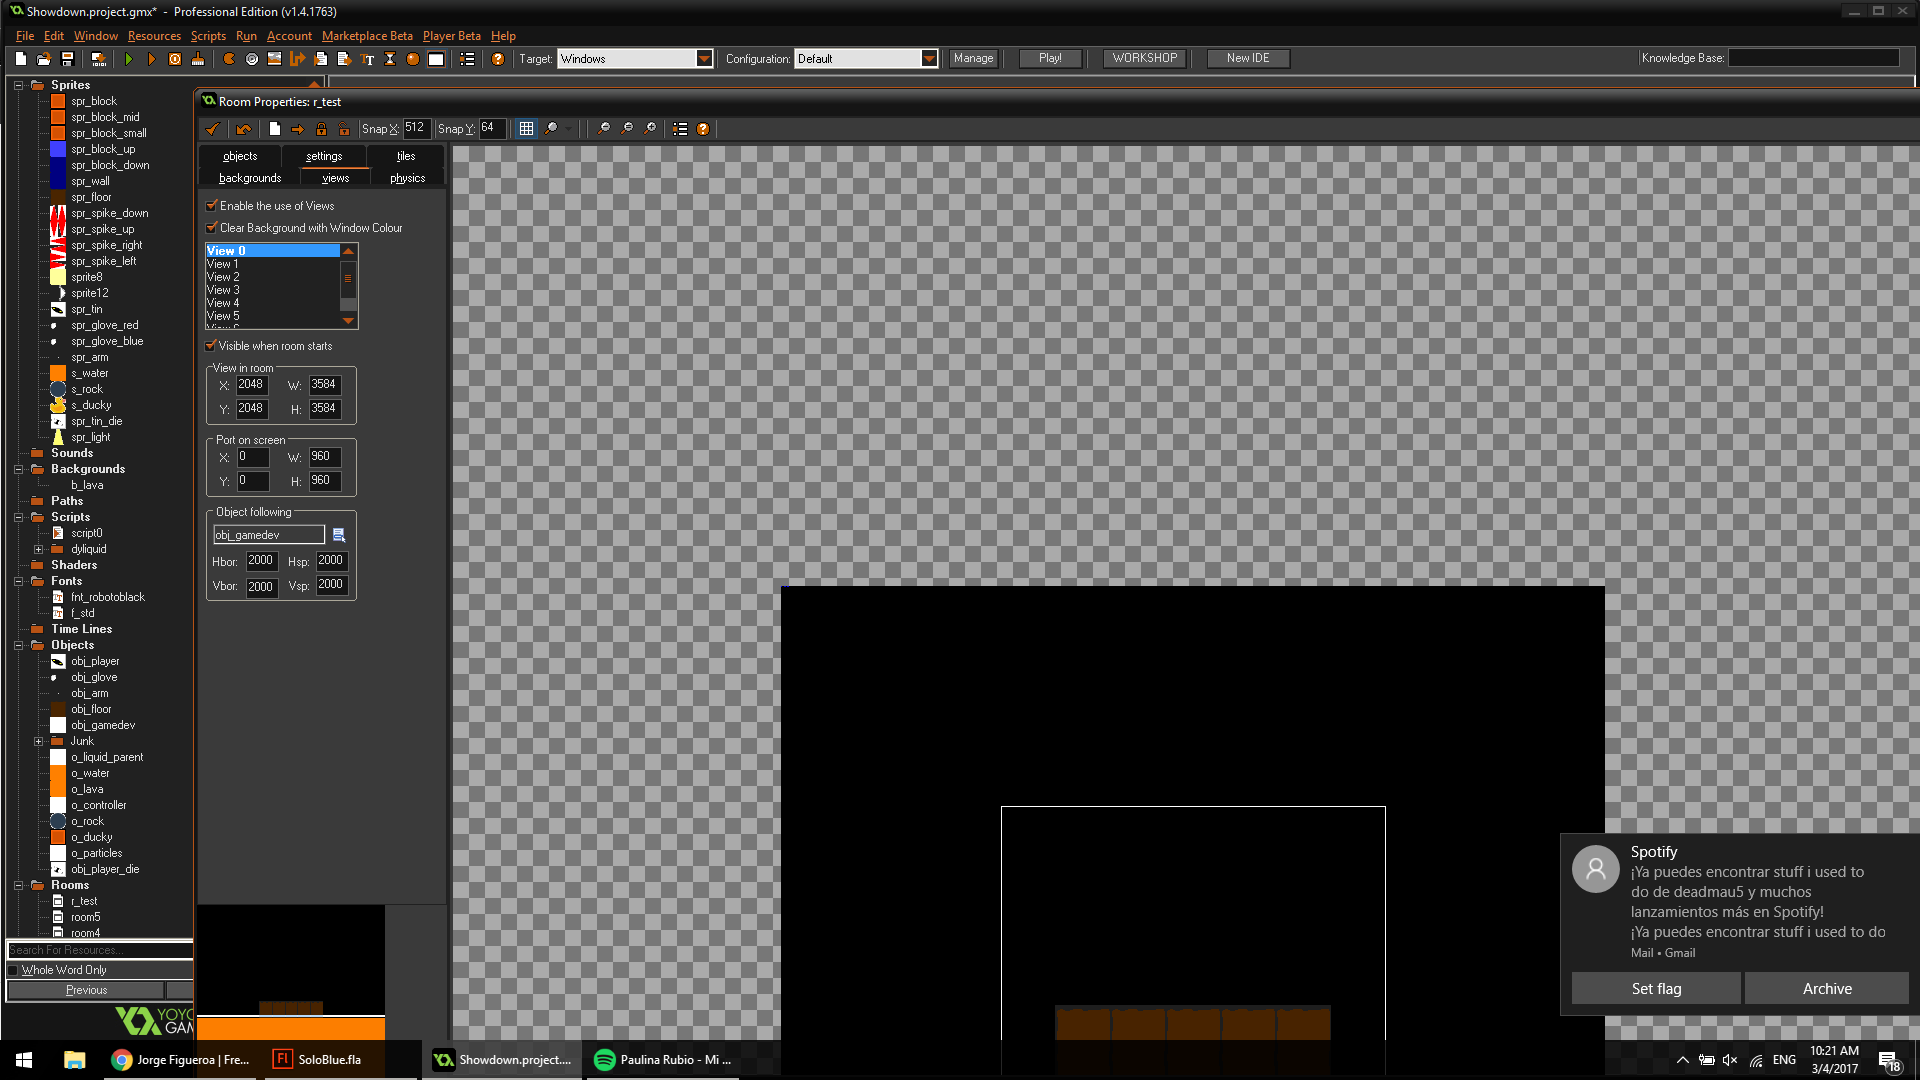 Showdown.project.gmx* - Professional Edition (v1.4.1763)
File Edit Window Resources Scripts Run Account Marketplace Beta Player Beta Help
Target: Windows Configuration: Default Manage Play! WORKSHOP New IDE Knowledge Base:
Sprites
spr_block
spr_block_mid
spr_block_small
spr_block_up
spr_block_down
spr_wall
spr_floor
spr_spike_down
spr_spike_up
spr_spike_right
spr_spike_left
sprite8
sprite12
spr_tin
spr_glove_red
spr_glove_blue
spr_arm
s_water
s_rock
s_ducky
spr_tin_die
spr_light
Sounds
Backgrounds
b_lava
Paths
Scripts
script0
dyliquid
Shaders
Fonts
fnt_robotoblack
f_std
Time Lines
Objects
obj_player
obj_glove
obj_arm
obj_floor
obj_gamedev
Junk
o_liquid_parent
o_water
o_lava
o_controller
o_rock
o_ducky
o_particles
obj_player_die
Rooms
r_test
room5
room4
Search For Resources...
Whole Word Only
Previous
YOYO
GAM
Room Properties: r_test
Snap X: 512 Snap Y: 64
objects settings tiles
backgrounds views physics
Enable the use of Views
Clear Background with Window Colour
View 0
View 1
View 2
View 3
View 4
View 5
Visible when room starts
View in room
X: 2048 W: 3584
Y: 2048 H: 3584
Port on screen
X: 0 W: 960
Y: 0 H: 960
Object following
obj_gamedev
Hbor: 2000 Hsp: 2000
Vbor: 2000 Vsp: 2000
Spotify
¡Ya puedes encontrar stuff i used to
do de deadmau5 y muchos
lanzamientos más en Spotify!
¡Ya puedes encontrar stuff i used to do
Mail • Gmail
Set flag Archive
Jorge Figueroa | Fre... SoloBlue.fla Showdown.project.... Paulina Rubio - Mi ... ENG 10:21 AM
3/4/2017 18